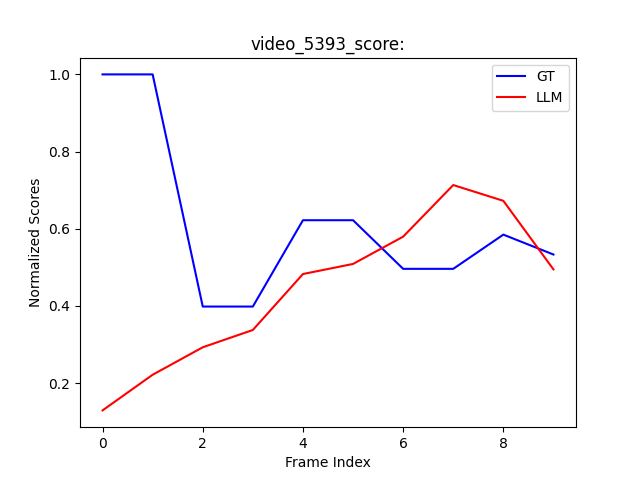 video_5393_score:
GT
LLM
Normalized Scores
1.0
0.8
0.6
0.4
0.2
0 2 4 6 8
Frame Index